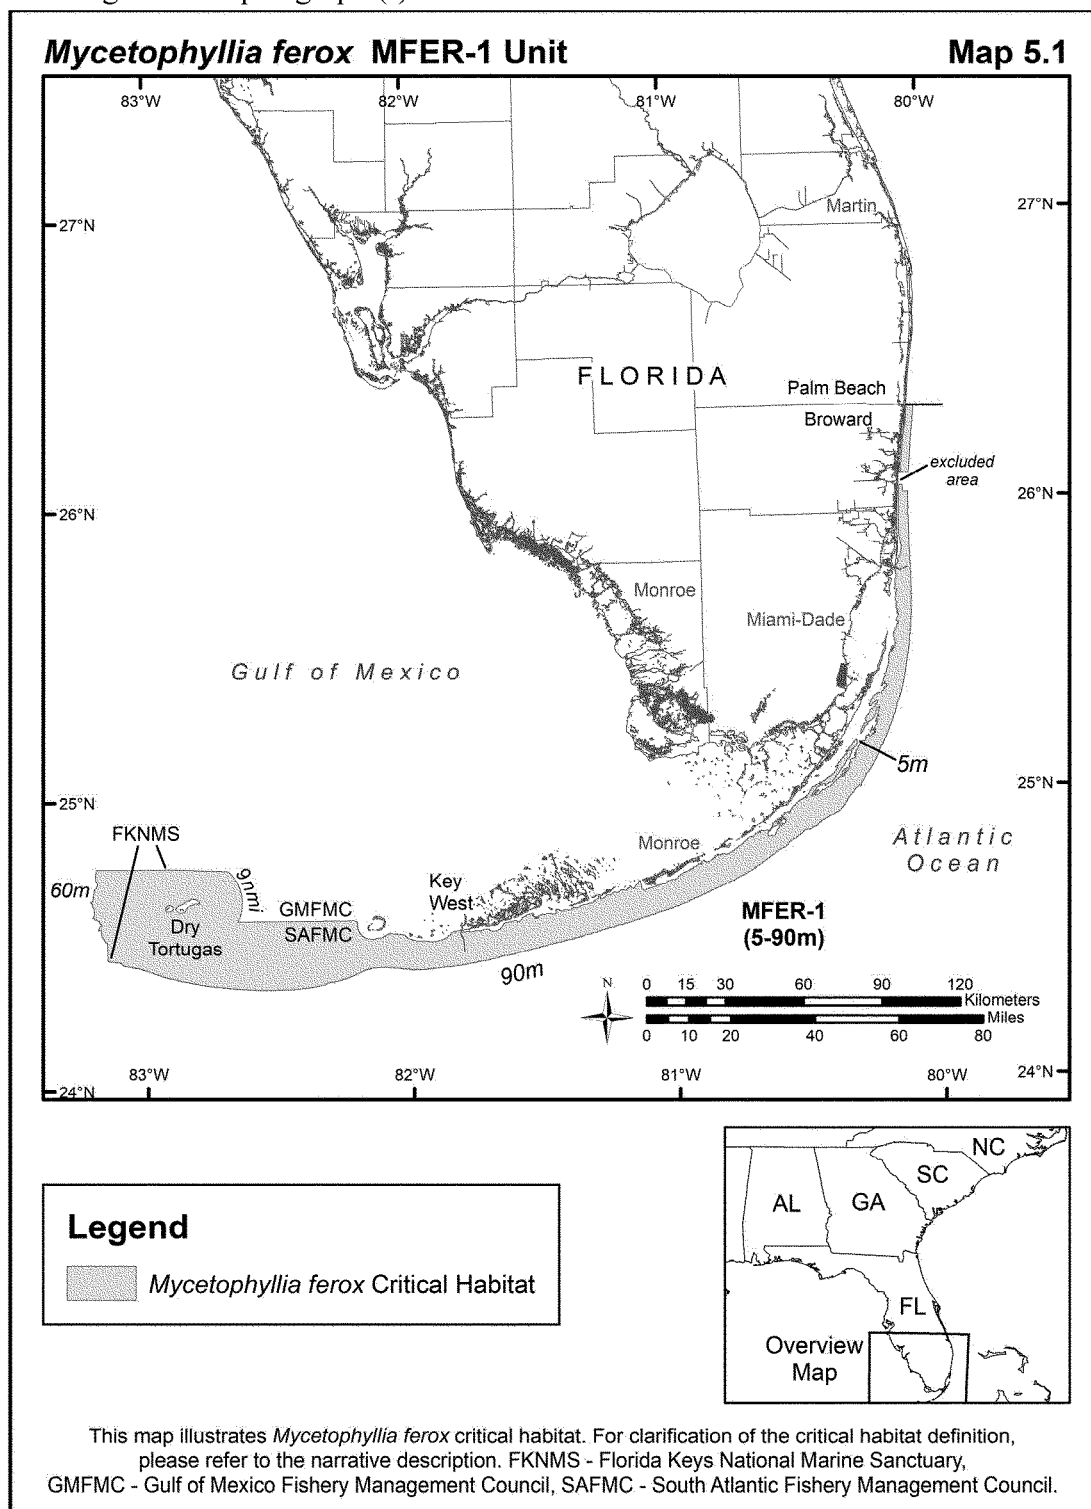 Mycetophyllia ferox MFER-1 Unit Map 5.1
83°W 82°W 81°W 80°W
27°N 27°N
Martin
FLORIDA
Palm Beach
Broward
excluded
area
26°N 26°N
Monroe
Miami-Dade
Gulf of Mexico
5m
25°N 25°N
FKNMS
Monroe
Atlantic
Ocean
60m
9nmi
Key
West
GMFMC
SAFMC
Dry
Tortugas
MFER-1
(5-90m)
90m
N
0 15 30 60 90 120
Kilometers
Miles
0 10 20 40 60 80
83°W 82°W 81°W 80°W
24°N 24°N
NC
SC
AL GA
FL
Overview
Map
Legend
Mycetophyllia ferox Critical Habitat
This map illustrates Mycetophyllia ferox critical habitat. For clarification of the critical habitat definition,
please refer to the narrative description. FKNMS - Florida Keys National Marine Sanctuary,
GMFMC - Gulf of Mexico Fishery Management Council, SAFMC - South Atlantic Fishery Management Council.